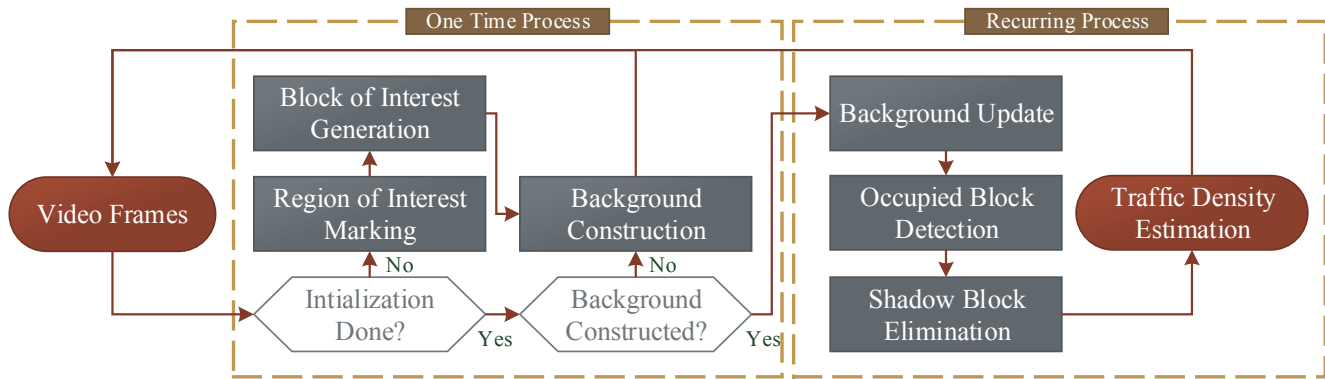 One Time Process
Recurring Process
Video Frames
Block of Interest
Generation
Region of Interest
Marking
No
Intialization
Done?
Yes
Background
Construction
No
Background
Constructed?
Yes
Background Update
Occupied Block
Detection
Shadow Block
Elimination
Traffic Density
Estimation